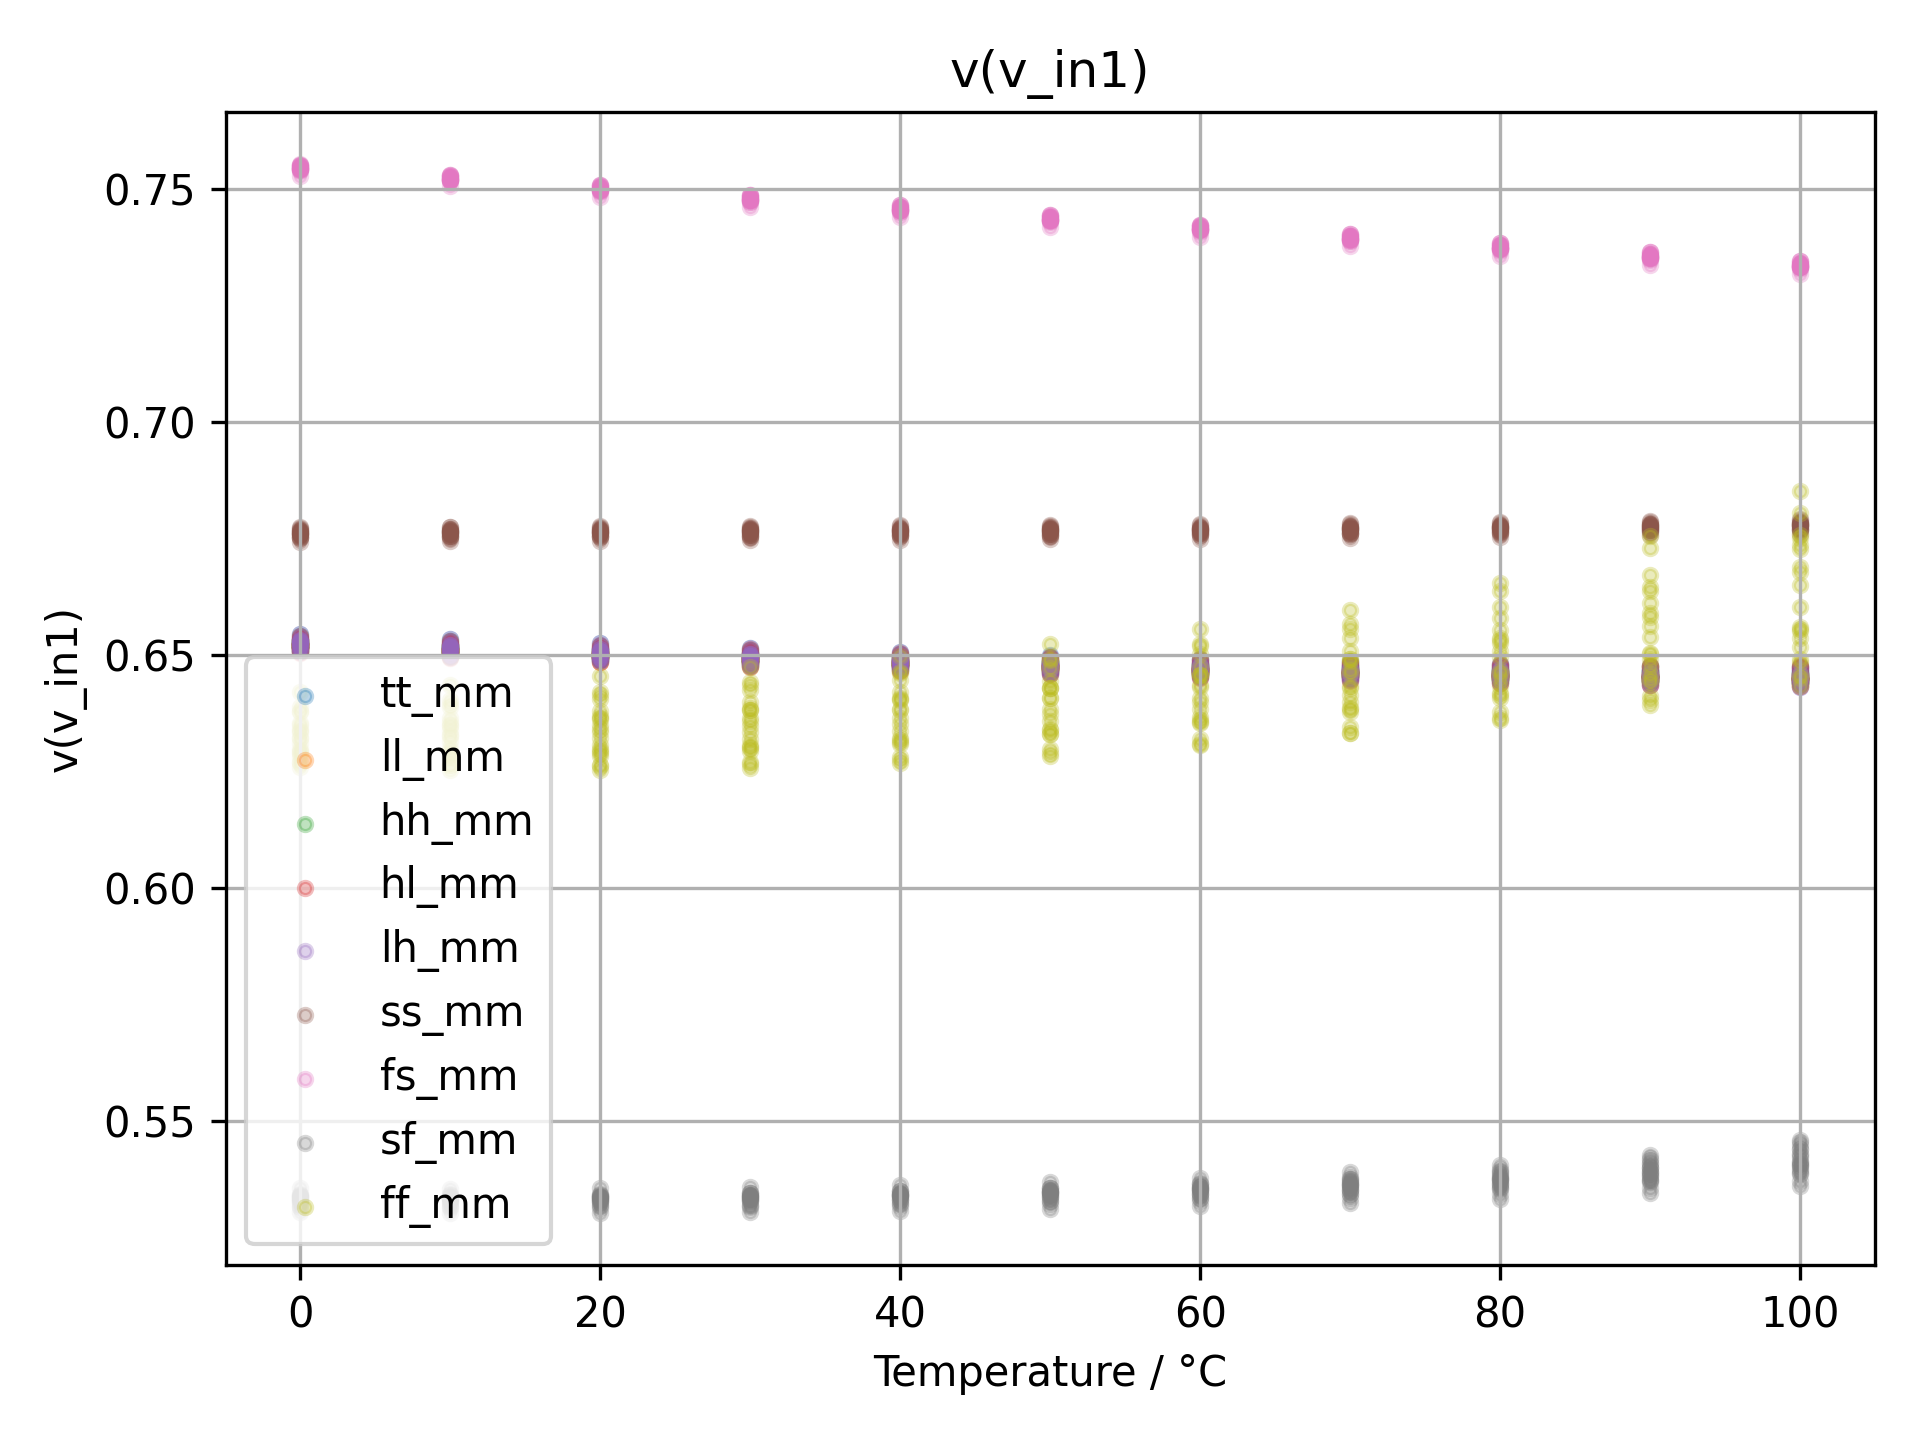 v(v_in1)
v(v_in1)
0.75
0.70
0.65
0.60
0.55
tt_mm
ll_mm
hh_mm
hl_mm
lh_mm
ss_mm
fs_mm
sf_mm
ff_mm
0 20 40 60 80 100
Temperature / °C